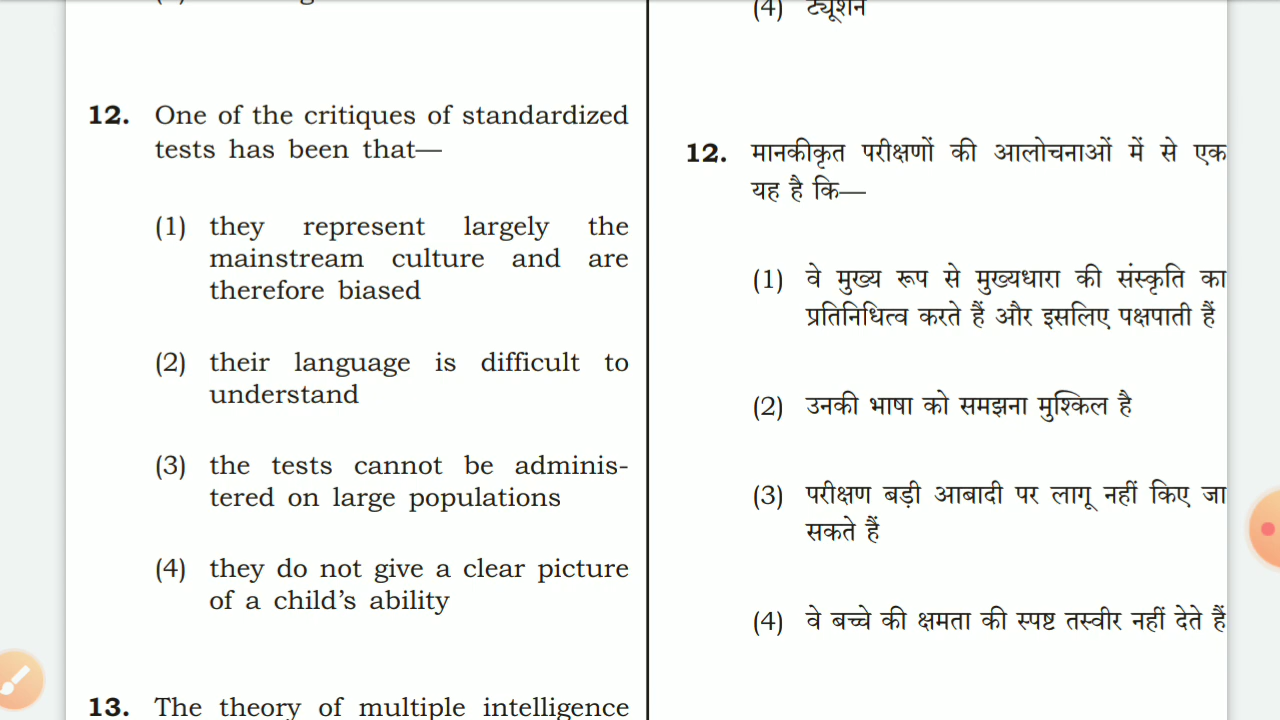 12. One of the critiques of standardized
tests has been that—
(1) they represent largely the
mainstream culture and are
therefore biased
(2) their language is difficult to
understand
(3) the tests cannot be adminis-
tered on large populations
(4) they do not give a clear picture
of a child's ability
13. The theory of multiple intelligence
(4) ट्यूशन
12. मानकीकृत परीक्षणों की आलोचनाओं में से एक
यह है कि—
(1) वे मुख्य रूप से मुख्यधारा की संस्कृति का
प्रतिनिधित्व करते हैं और इसलिए पक्षपाती हैं
(2) उनकी भाषा को समझना मुश्किल है
(3) परीक्षण बड़ी आबादी पर लागू नहीं किए जा
सकते हैं
(4) वे बच्चे की क्षमता की स्पष्ट तस्वीर नहीं देते हैं